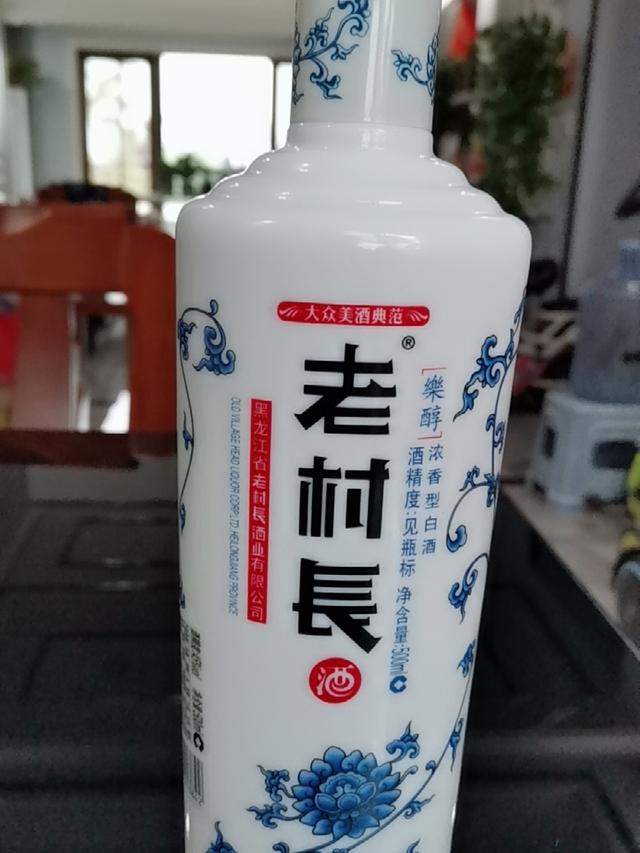 大众美酒典范
老村長
®
酒
[樂醇]
浓香型白酒
酒精度:见瓶标 净含量:500ml
C
黑龙江省老村長酒业有限公司
OLD VILLAGE HEAD LIQUOR CORP.LTD. HEILONGJIANG PROVINCE